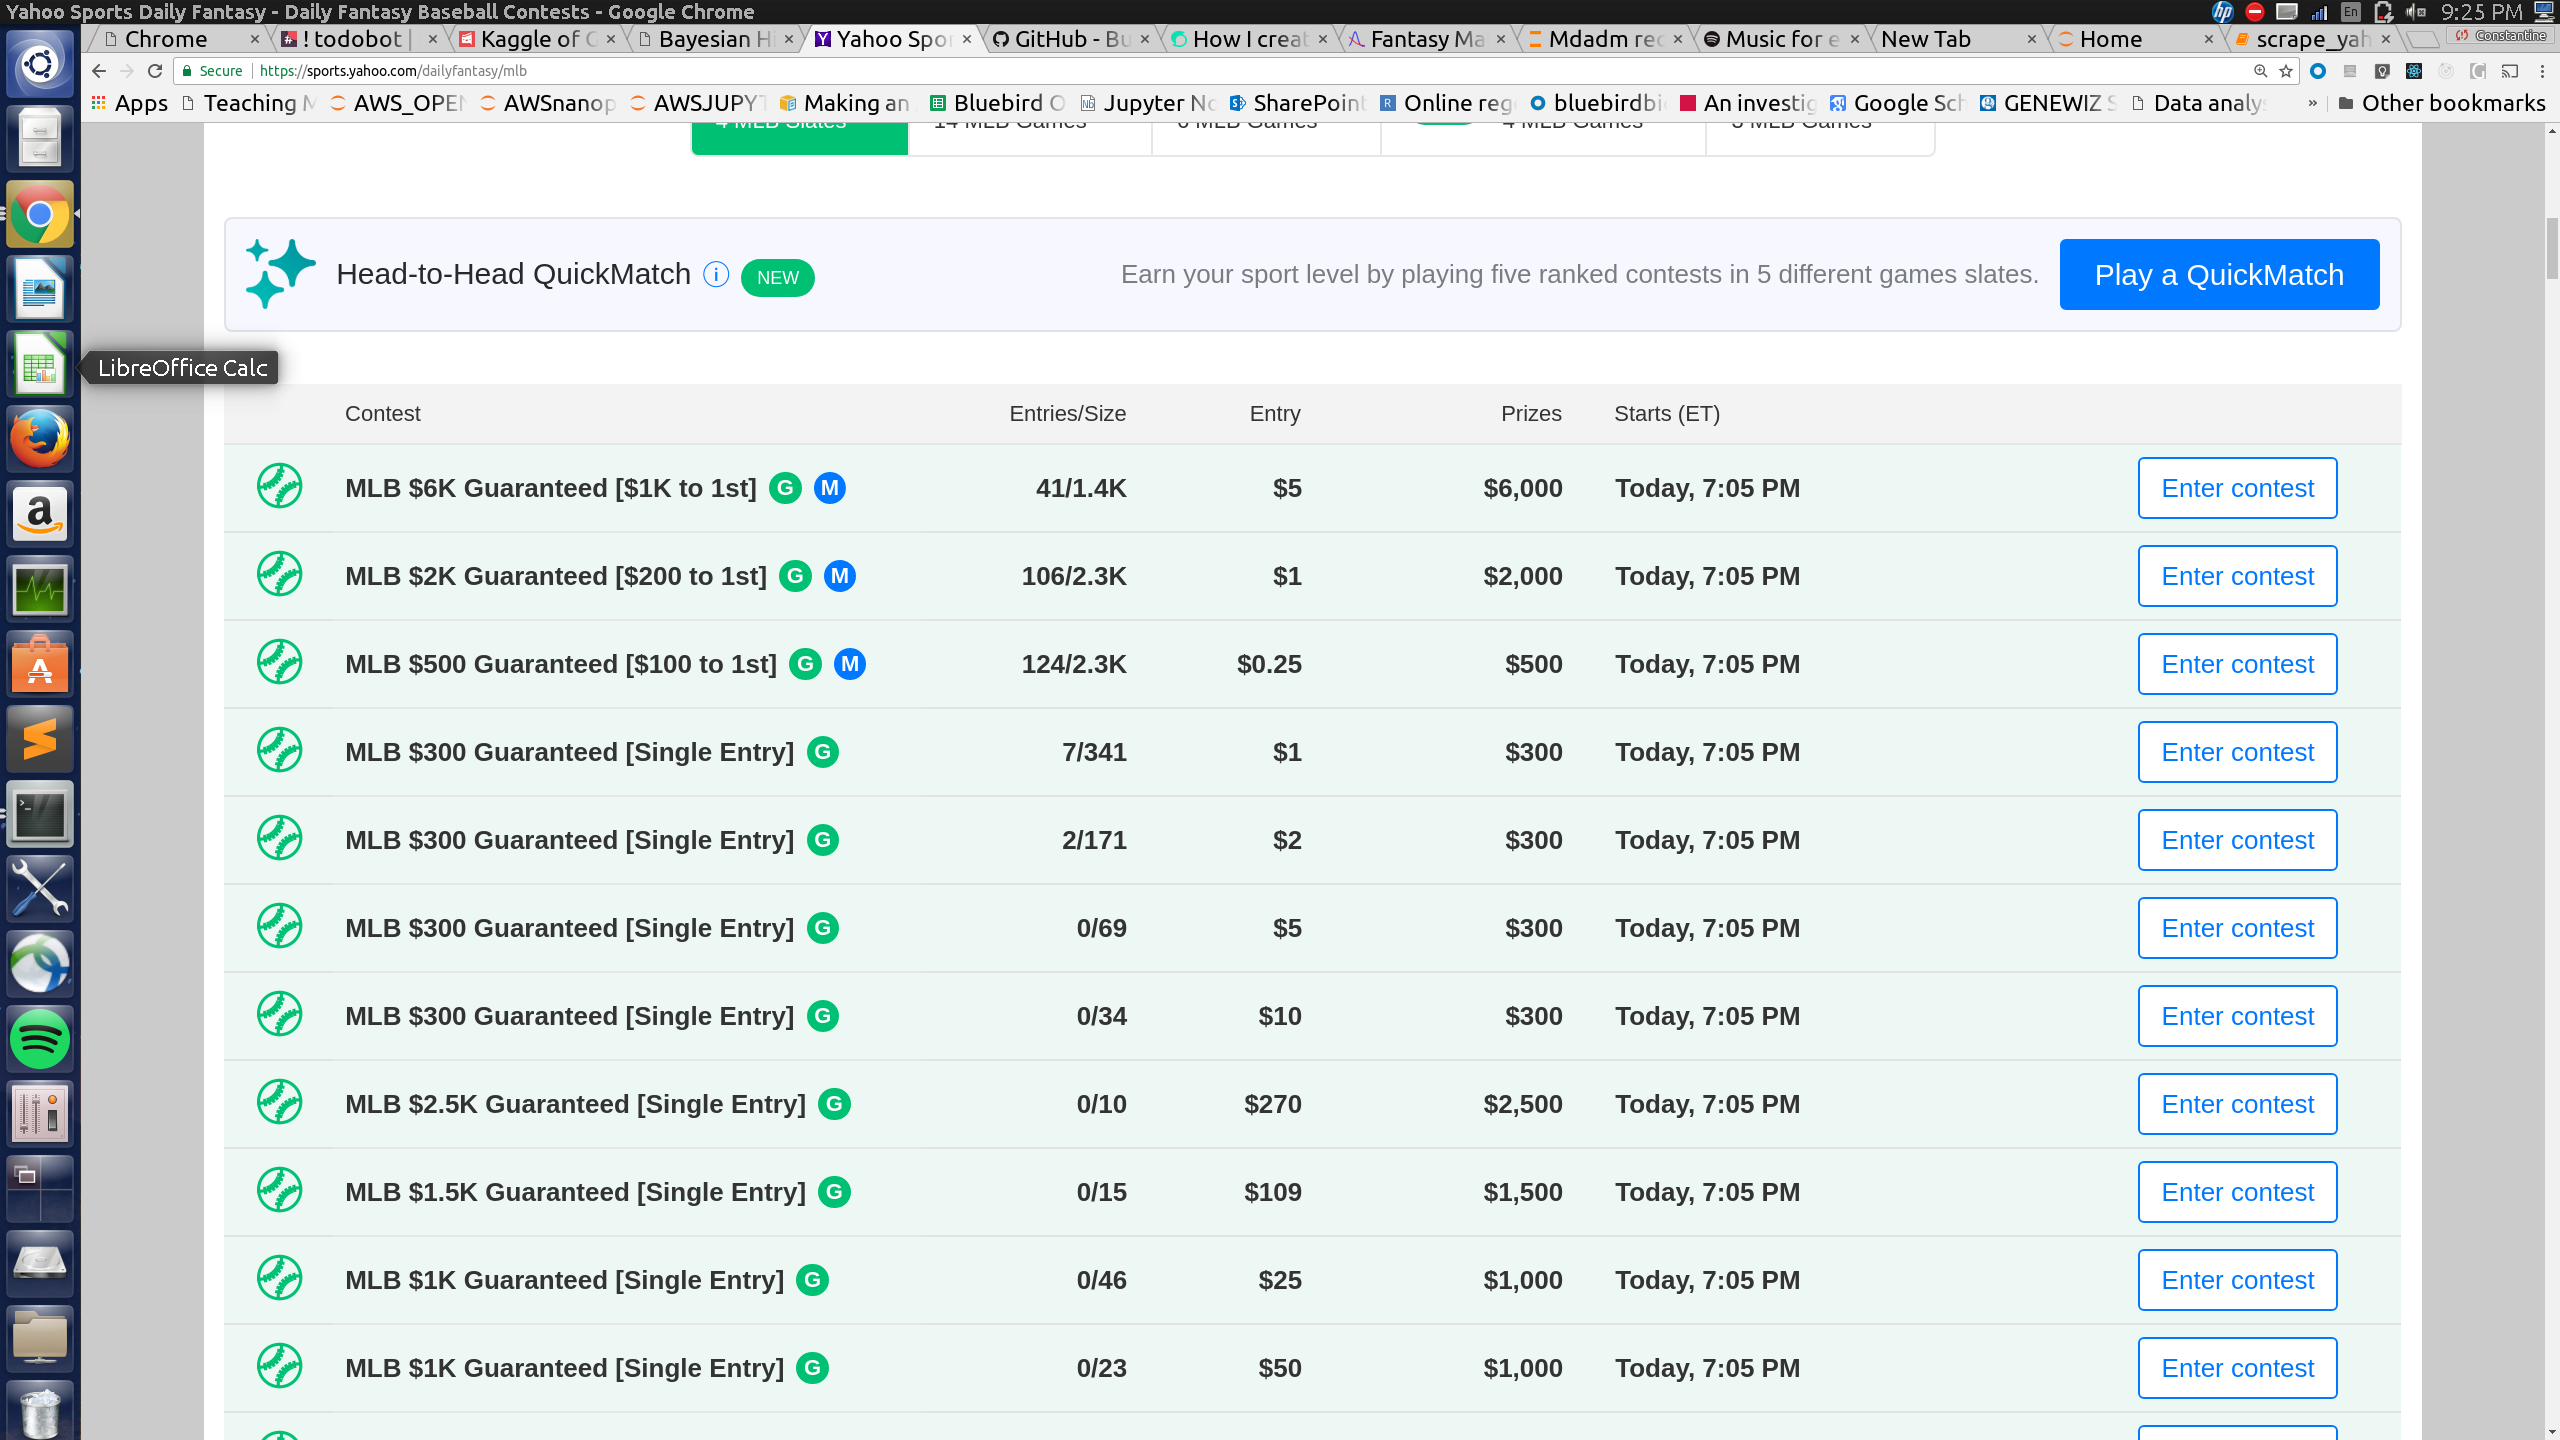 Yahoo Sports Daily Fantasy - Daily Fantasy Baseball Contests - Google Chrome
En 9:25 PM
Chrome ! todobot | Kaggle of Bayesian Hi Yahoo Spor GitHub - Bu How I creat Fantasy Ma Mdadm rec Music for e New Tab Home scrape_yah Constantine
Secure https://sports.yahoo.com/dailyfantasy/mlb
Apps Teaching AWS_OPEN AWSnanop AWSJUPYT Making an Bluebird O Jupyter No SharePoint Online reg bluebirdbi An investig Google Sch GENEWIZ S Data analys » Other bookmarks
4 MLB Slates 14 MLB Games 4 MLB Games
Head-to-Head QuickMatch i NEW Earn your sport level by playing five ranked contests in 5 different games slates. Play a QuickMatch
LibreOffice Calc
Contest Entries/Size Entry Prizes Starts (ET)
MLB $6K Guaranteed [$1K to 1st] G M 41/1.4K $5 $6,000 Today, 7:05 PM Enter contest
MLB $2K Guaranteed [$200 to 1st] G M 106/2.3K $1 $2,000 Today, 7:05 PM Enter contest
MLB $500 Guaranteed [$100 to 1st] G M 124/2.3K $0.25 $500 Today, 7:05 PM Enter contest
MLB $300 Guaranteed [Single Entry] G 7/341 $1 $300 Today, 7:05 PM Enter contest
MLB $300 Guaranteed [Single Entry] G 2/171 $2 $300 Today, 7:05 PM Enter contest
MLB $300 Guaranteed [Single Entry] G 0/69 $5 $300 Today, 7:05 PM Enter contest
MLB $300 Guaranteed [Single Entry] G 0/34 $10 $300 Today, 7:05 PM Enter contest
MLB $2.5K Guaranteed [Single Entry] G 0/10 $270 $2,500 Today, 7:05 PM Enter contest
MLB $1.5K Guaranteed [Single Entry] G 0/15 $109 $1,500 Today, 7:05 PM Enter contest
MLB $1K Guaranteed [Single Entry] G 0/46 $25 $1,000 Today, 7:05 PM Enter contest
MLB $1K Guaranteed [Single Entry] G 0/23 $50 $1,000 Today, 7:05 PM Enter contest